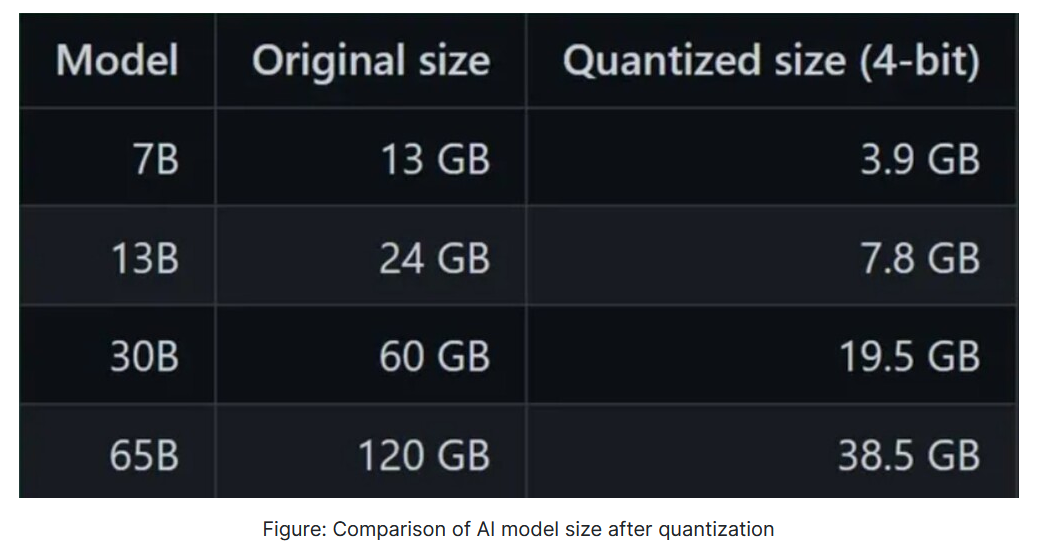 Model Original size Quantized size (4-bit)
7B 13 GB 3.9 GB
13B 24 GB 7.8 GB
30B 60 GB 19.5 GB
65B 120 GB 38.5 GB
Figure: Comparison of AI model size after quantization